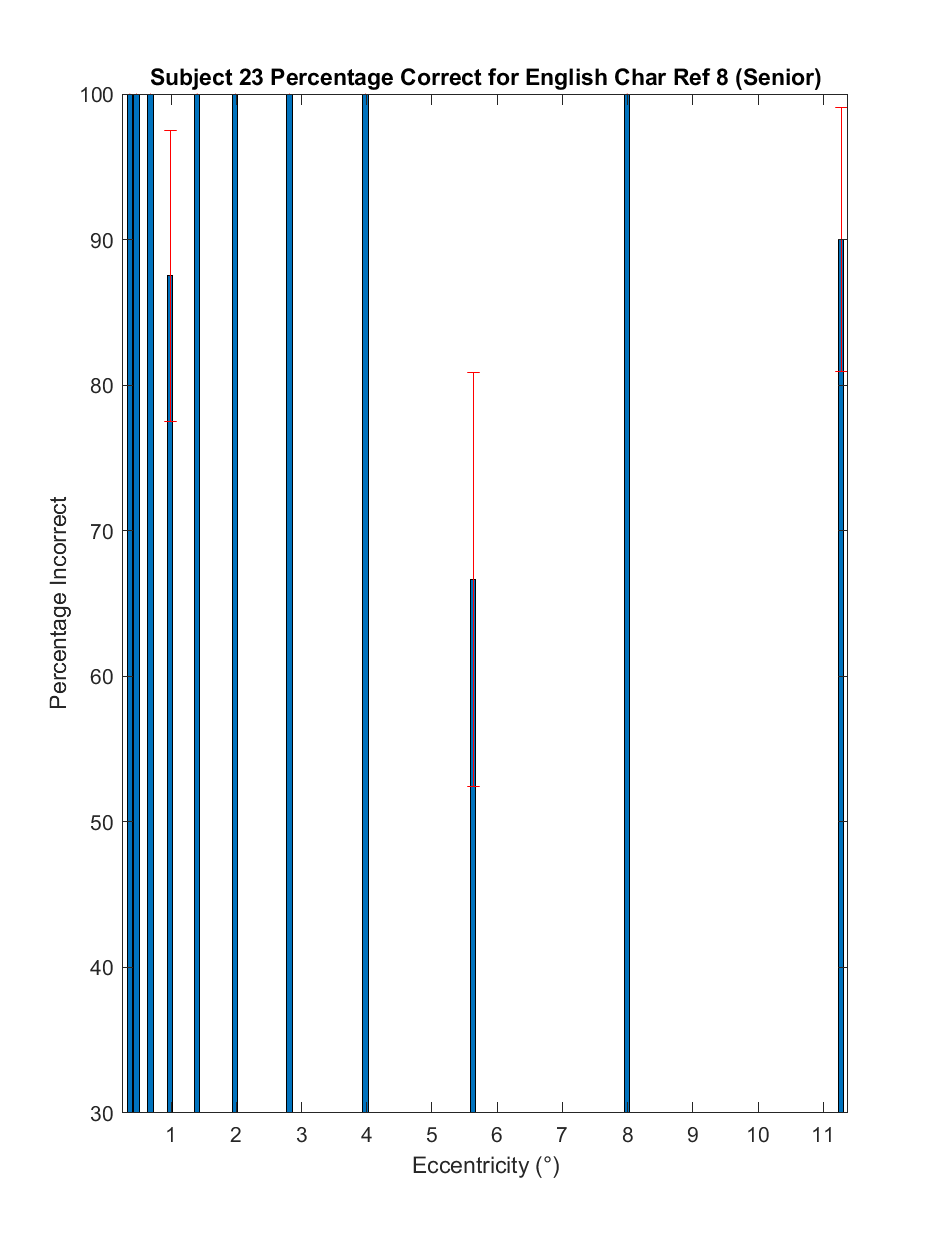 Subject 23 Percentage Correct for English Char Ref 8 (Senior)
100
90
80
70
60
50
40
30
Percentage Incorrect
1 2 3 4 5 6 7 8 9 10 11
Eccentricity (°)